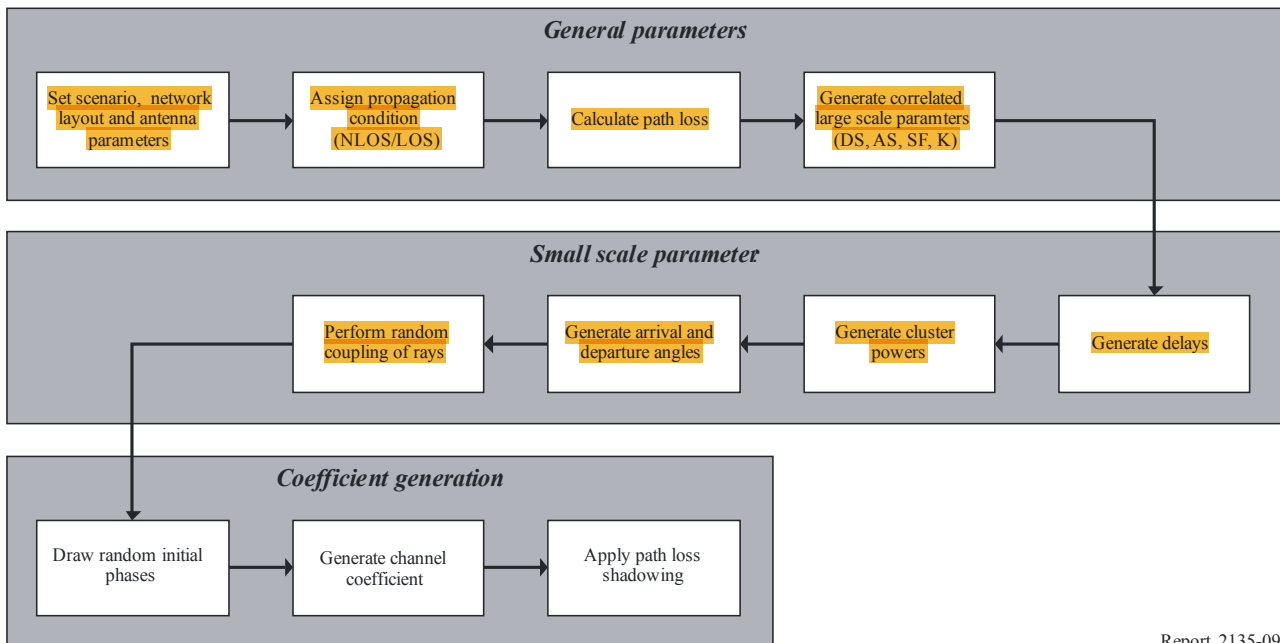 General parameters
Set scenario, network
layout and antenna
parameters
Assign propagation
condition
(NLOS/LOS)
Calculate path loss
Generate correlated
large scale paramters
(DS, AS, SF, K)
Small scale parameter
Perform random
coupling of rays
Generate arrival and
departure angles
Generate cluster
powers
Generate delays
Coefficient generation
Draw random initial
phases
Generate channel
coefficient
Apply path loss
shadowing
Report 2135-09